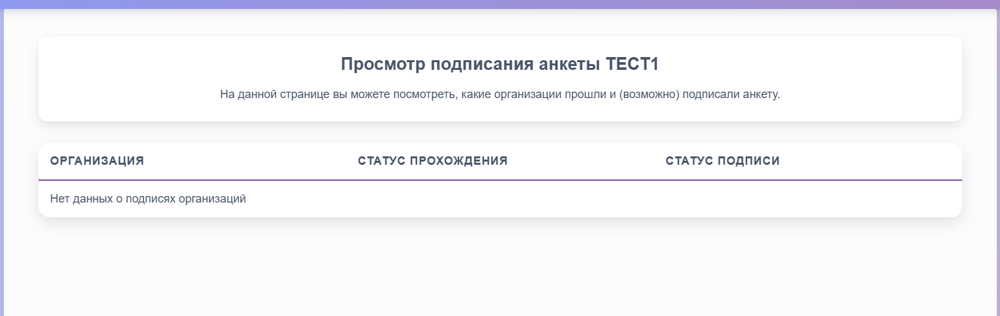 Просмотр подписания анкеты ТЕСТ1
На данной странице вы можете посмотреть, какие организации прошли и (возможно) подписали анкету.
ОРГАНИЗАЦИЯ СТАТУС ПРОХОЖДЕНИЯ СТАТУС ПОДПИСИ
Нет данных о подписях организаций